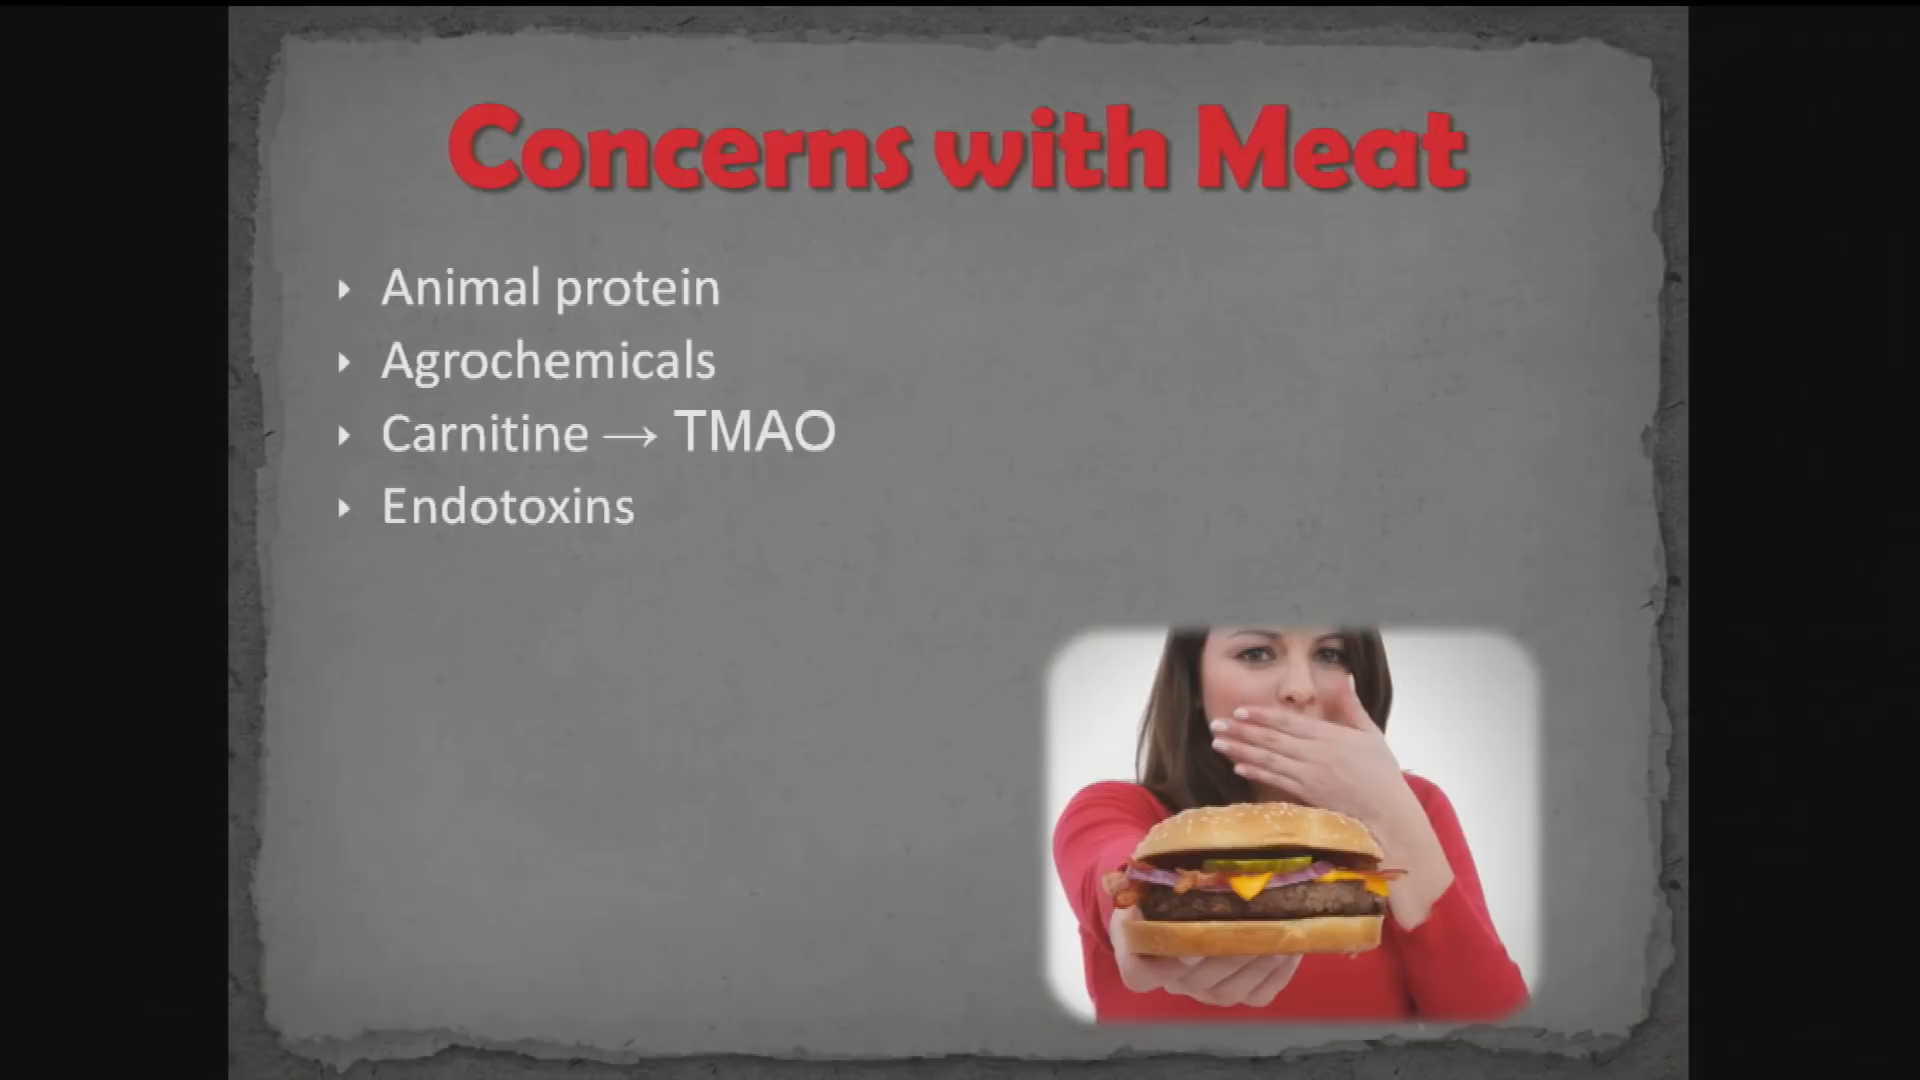 Concerns with Meat
Animal protein
Agrochemicals
Carnitine → TMAO
Endotoxins